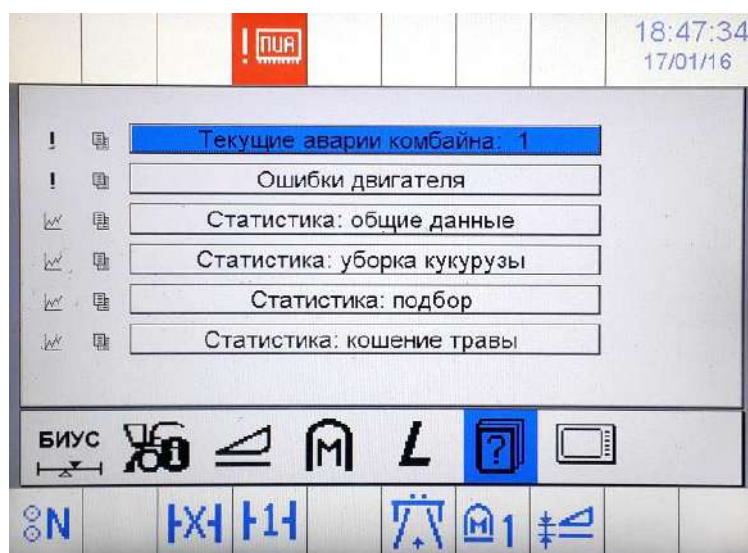 ! ПИА
18:47:34
17/01/16
! Текущие аварии комбайна: 1
! Ошибки двигателя
Статистика: общие данные
Статистика: уборка кукурузы
Статистика: подбор
Статистика: кошение травы
БИУС M L ?
N X 1 M 1